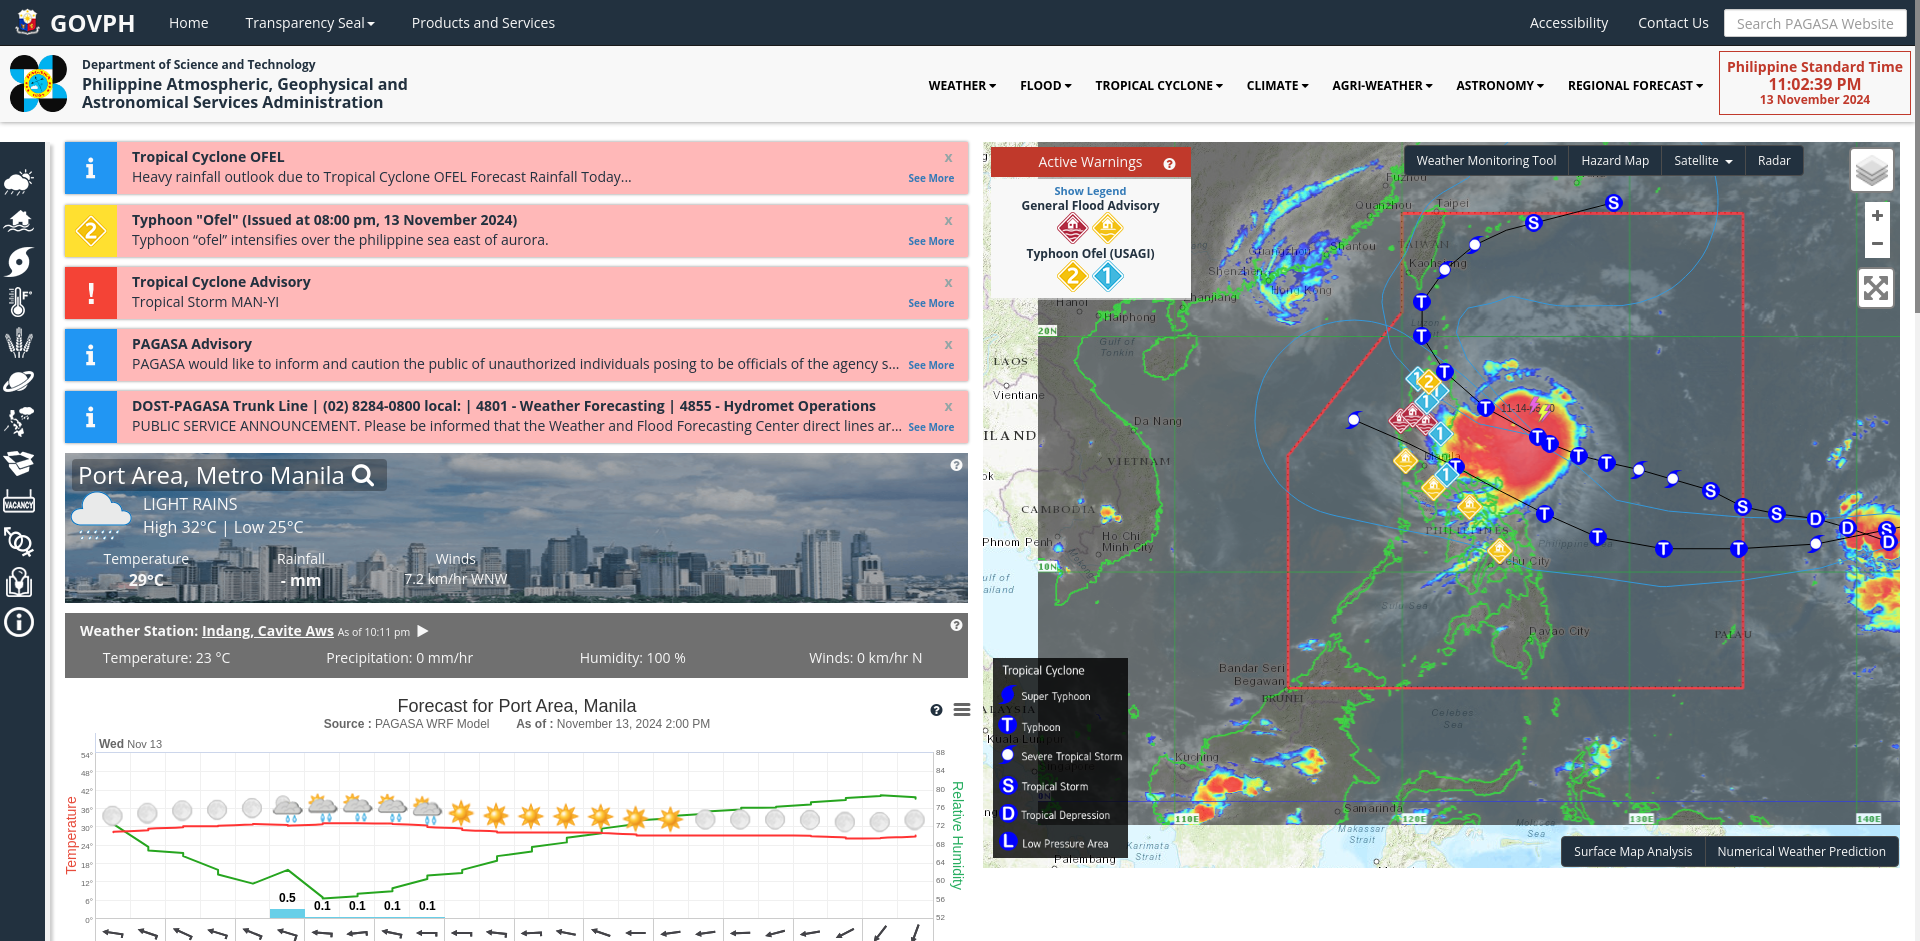 GOVPH
Home
Transparency Seal
Products and Services
Accessibility
Contact Us
Search PAGASA Website
Department of Science and Technology
Philippine Atmospheric, Geophysical and
Astronomical Services Administration
WEATHER
FLOOD
TROPICAL CYCLONE
CLIMATE
AGRI-WEATHER
ASTRONOMY
REGIONAL FORECAST
Philippine Standard Time
11:02:39 PM
13 November 2024
Tropical Cyclone OFEL
x
Heavy rainfall outlook due to Tropical Cyclone OFEL Forecast Rainfall Today...
See More
2
Typhoon "Ofel" (Issued at 08:00 pm, 13 November 2024)
x
Typhoon “ofel” intensifies over the philippine sea east of aurora.
See More
Tropical Cyclone Advisory
x
Tropical Storm MAN-YI
See More
PAGASA Advisory
x
PAGASA would like to inform and caution the public of unauthorized individuals posing to be officials of the agency s...
See More
DOST-PAGASA Trunk Line | (02) 8284-0800 local: | 4801 - Weather Forecasting | 4855 - Hydromet Operations
x
PUBLIC SERVICE ANNOUNCEMENT. Please be informed that the Weather and Flood Forecasting Center direct lines ar...
See More
VACANCY
Port Area, Metro Manila
LIGHT RAINS
High 32°C | Low 25°C
Temperature
29°C
Rainfall
- mm
Winds
7.2 km/hr WNW
Weather Station: Indang, Cavite Aws As of 10:11 pm
Temperature: 23 °C
Precipitation: 0 mm/hr
Humidity: 100 %
Winds: 0 km/hr N
Forecast for Port Area, Manila
Source : PAGASA WRF Model As of : November 13, 2024 2:00 PM
Wed Nov 13
Temperature
54°
48°
42°
36°
30°
24°
18°
12°
6°
0°
0.5
0.1
0.1
0.1
0.1
88
84
80
76
72
68
64
60
56
52
Relative Humidity
Active Warnings
Show Legend
General Flood Advisory
Typhoon Ofel (USAGI)
2
1
Weather Monitoring Tool
Hazard Map
Satellite
Radar
+
−
Fuzhou
Quanzhou
Taipei
TAIWAN
Kaohsiung
Shantou
Guangzhou
Shenzhen
Hong Kong
Zhanjiang
Hanoi
Haiphong
20N
Gulf of
Tonkin
LAOS
Vientiane
Da Nang
VIETNAM
CAMBODIA
Phnom Penh
Ho Chi
Minh City
10N
Manila
PHILIPPINES
Cebu City
Sulu Sea
Davao City
PALAU
Bandar Seri
Begawan
BRUNEI
Celebes
Sea
Kuching
Samarinda
Makassar
Strait
Karimata
Strait
Palembang
110E
120E
130E
140E
Tropical Cyclone
Super Typhoon
T Typhoon
Severe Tropical Storm
S Tropical Storm
D Tropical Depression
L Low Pressure Area
Surface Map Analysis
Numerical Weather Prediction